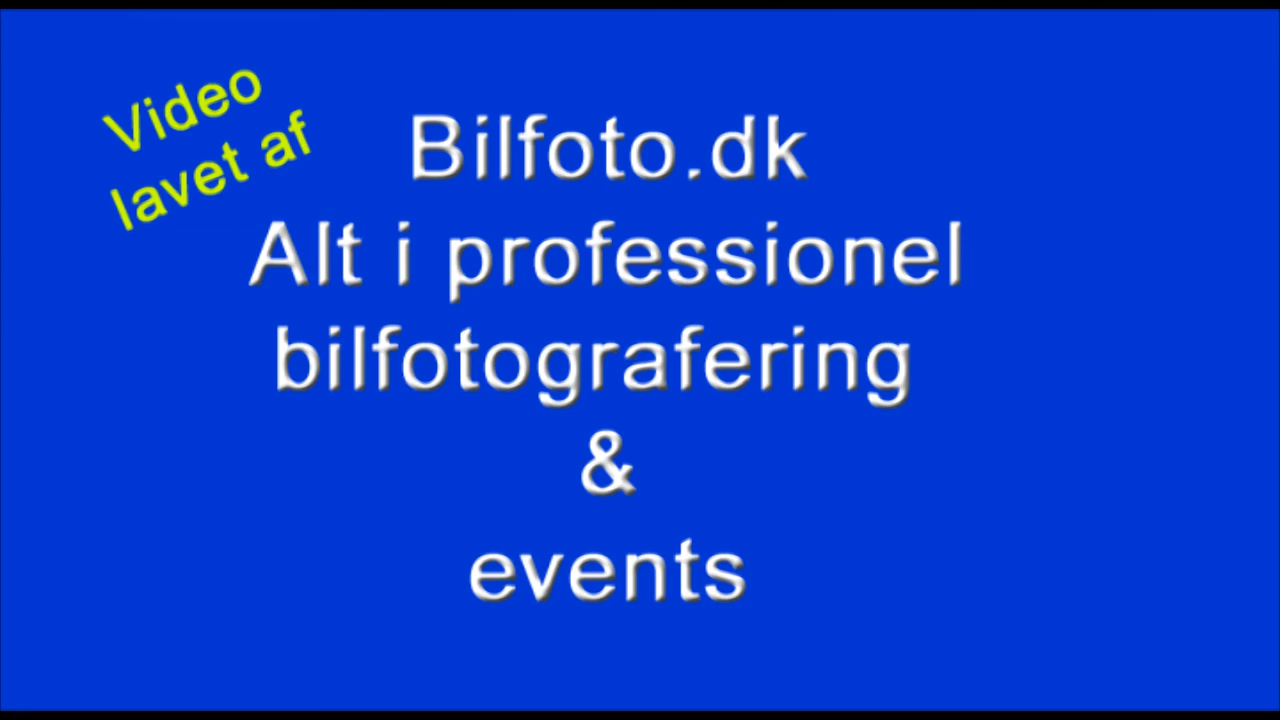 Video
lavet af
Bilfoto.dk
Alt i professionel
bilfotografering
&
events